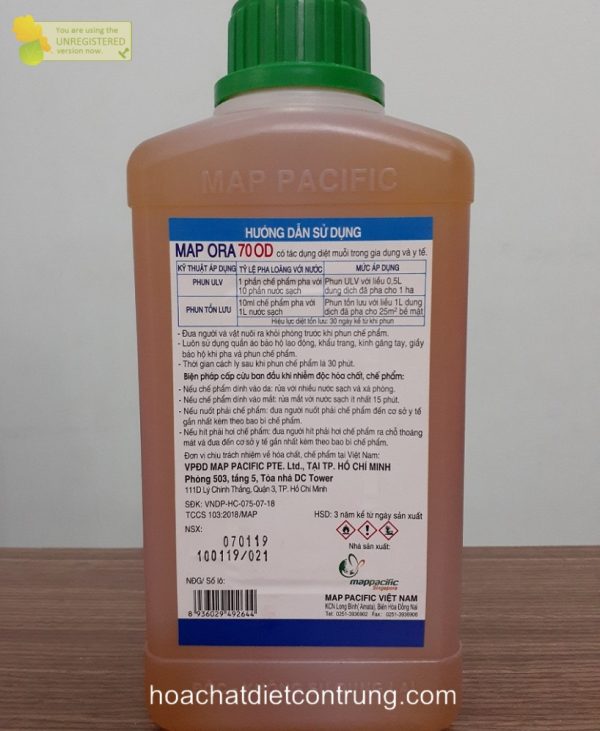 You are using the
UNREGISTERED
version now.
MAP PACIFIC
HƯỚNG DẪN SỬ DỤNG
MAP ORA 70 OD có tác dụng diệt muỗi trong gia dụng và y tế.
KỸ THUẬT ÁP DỤNG TỶ LỆ PHA LOÃNG VỚI NƯỚC MỨC ÁP DỤNG
PHUN ULV 1 phần chế phẩm pha với 10 phần nước sạch Phun ULV với liều 0,5L dung dịch đã pha cho 1 ha
PHUN TỒN LƯU 10ml chế phẩm pha với 1L nước sạch Phun tồn lưu với liều 1L dung dịch đã pha cho 25m² bề mặt
Hiệu lực diệt tồn lưu: 30 ngày kể từ khi phun
- Đưa người và vật nuôi ra khỏi phòng trước khi phun chế phẩm.
- Luôn sử dụng quần áo bảo hộ lao động, khẩu trang, kính găng tay, giầy
bảo hộ khi pha và phun chế phẩm.
- Thời gian cách ly sau khi phun chế phẩm là 30 phút.
Biện pháp cấp cứu ban đầu khi nhiễm độc hóa chất, chế phẩm:
- Nếu chế phẩm dính vào da: rửa với nhiều nước sạch và xà phòng.
- Nếu chế phẩm dính vào mắt: rửa mắt với nước sạch ít nhất 15 phút.
- Nếu nuốt phải chế phẩm: đưa người nuốt phải chế phẩm đến cơ sở y tế
gần nhất kèm theo bao bì chế phẩm.
- Nếu hít phải hơi chế phẩm: đưa người hít phải hơi chế phẩm ra chỗ thoáng
mát và đưa đến cơ sở y tế gần nhất kèm theo bao bì chế phẩm.
Đơn vị chịu trách nhiệm về hóa chất, chế phẩm tại Việt Nam:
VPĐD MAP PACIFIC PTE. Ltd., TẠI TP. HỒ CHÍ MINH
Phòng 503, tầng 5, Tòa nhà DC Tower
111D Lý Chính Thắng, Quận 3, TP. Hồ Chí Minh
SĐK: VNDP-HC-075-07-18
TCCS 103:2018/MAP HSD: 3 năm kể từ ngày sản xuất
NSX:
070119
100119/021
Nhà sản xuất:
mappacific
Singapore
NĐG/ Số lô:
MAP PACIFIC VIỆT NAM
KCN Long Bình (Amata), Biên Hòa Đồng Nai
Tel: 0251-3936902 Fax: 0251-3936906
8 936029 492644
hoachatdietcontrung.com